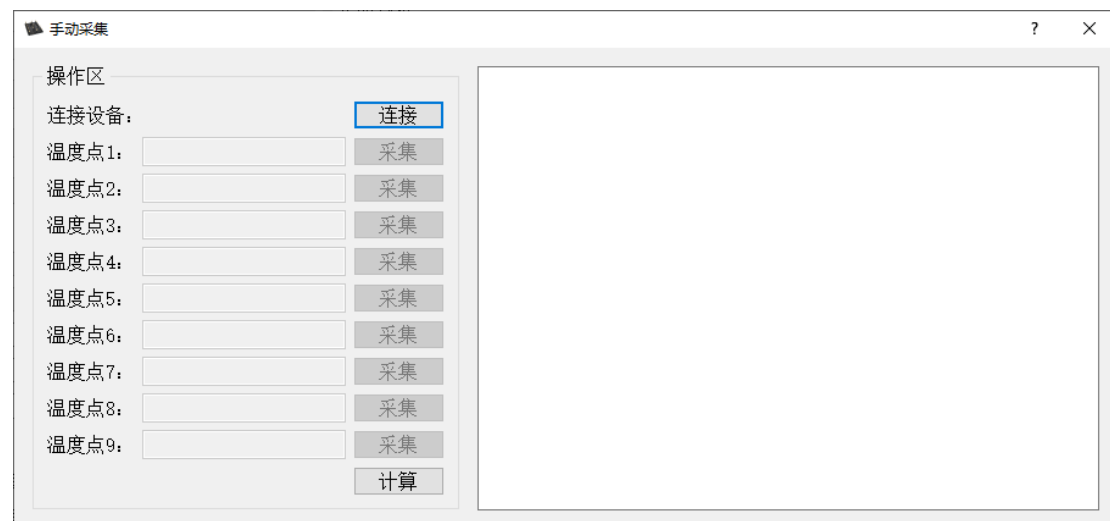 手动采集
操作区
连接设备： 连接
温度点1： 采集
温度点2： 采集
温度点3： 采集
温度点4： 采集
温度点5： 采集
温度点6： 采集
温度点7： 采集
温度点8： 采集
温度点9： 采集
计算